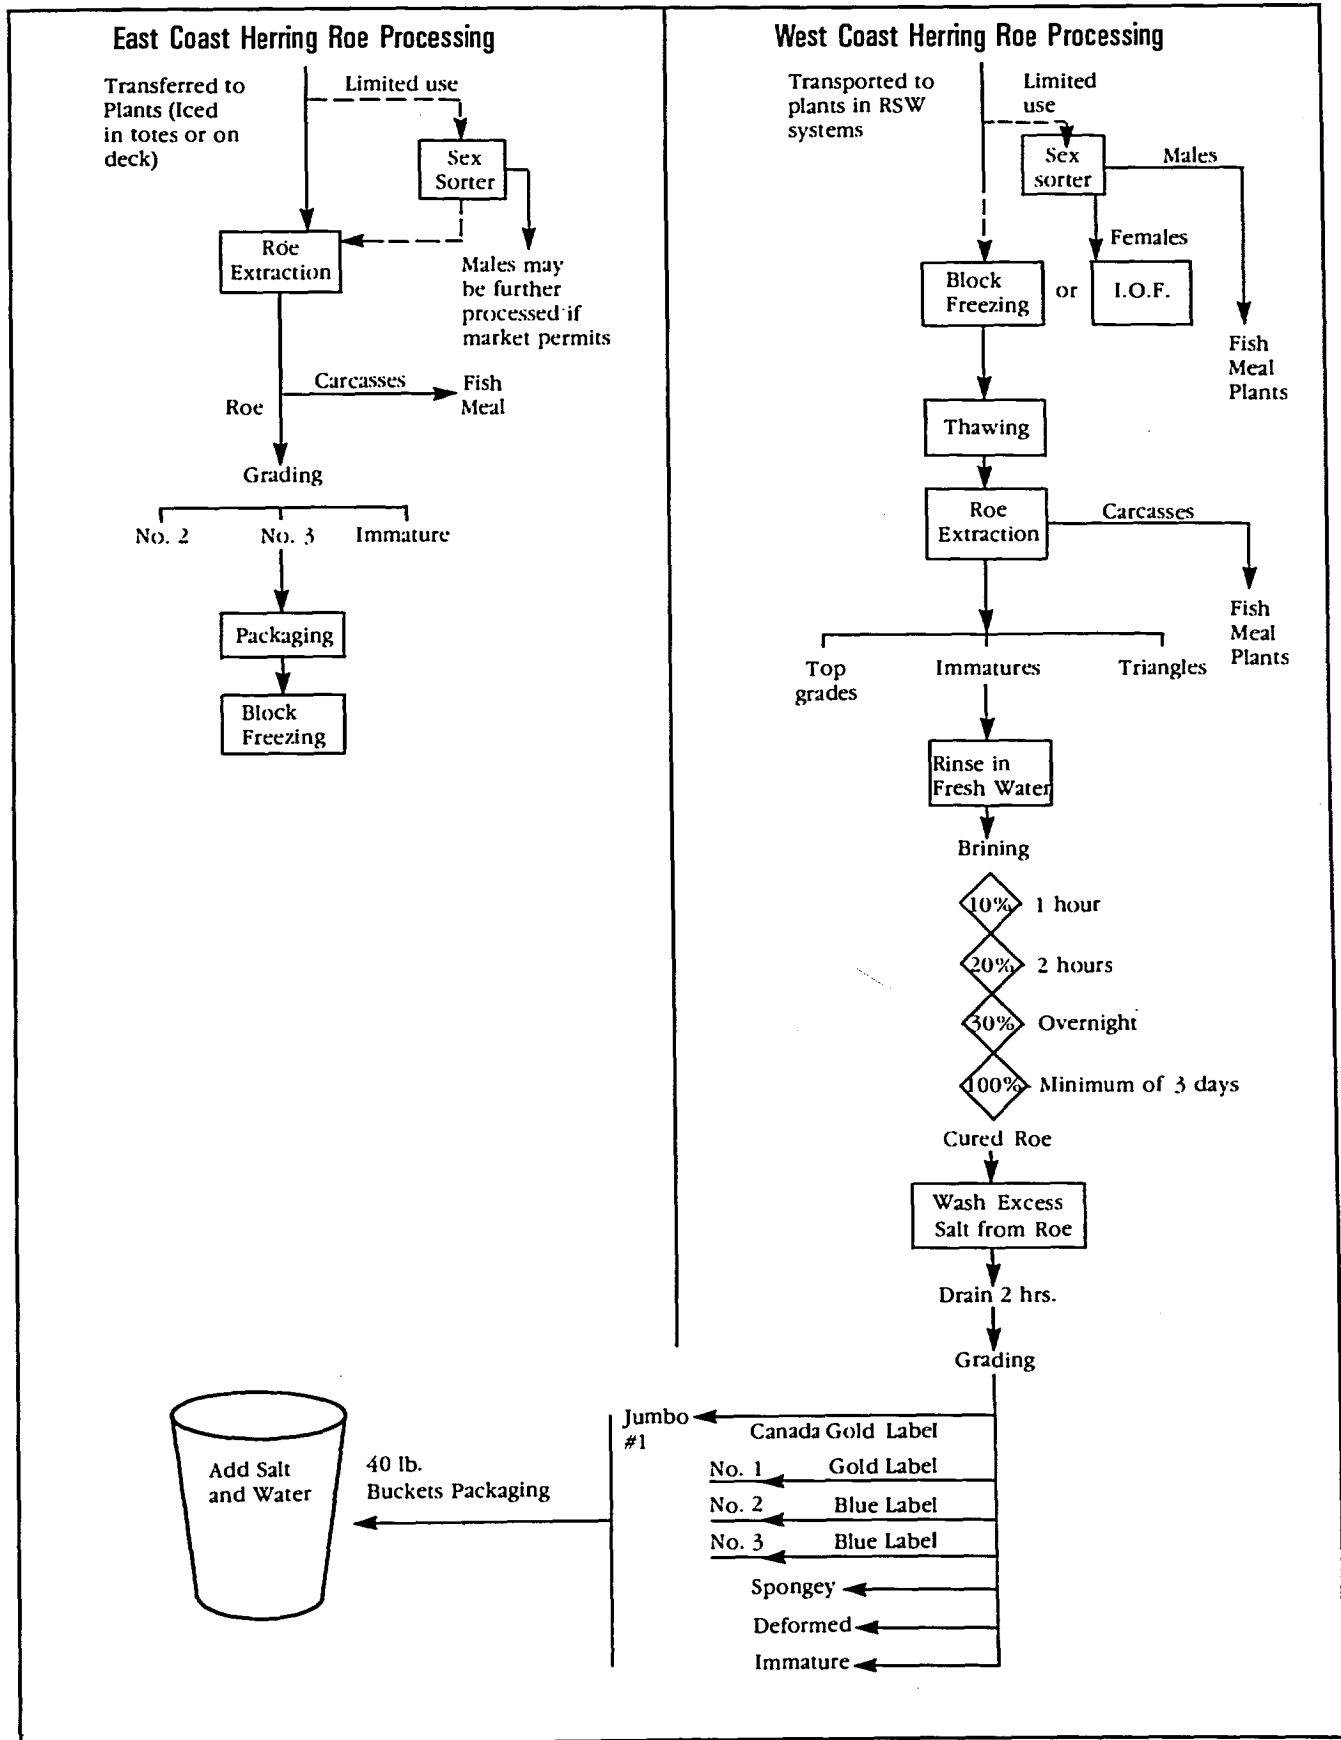 East Coast Herring Roe Processing
Transferred to
Plants (Iced
in totes or on
deck)
Limited use
Sex
Sorter
Roe
Extraction
Males may
be further
processed if
market permits
Carcasses
Fish
Meal
Roe
Grading
No. 2
No. 3
Immature
Packaging
Block
Freezing
West Coast Herring Roe Processing
Transported to
plants in RSW
systems
Limited
use
Sex
sorter
Males
Females
Block
Freezing
or
I.O.F.
Fish
Meal
Plants
Thawing
Roe
Extraction
Carcasses
Fish
Meal
Plants
Top
grades
Immatures
Triangles
Rinse in
Fresh Water
Brining
10% 1 hour
20% 2 hours
30% Overnight
100% Minimum of 3 days
Cured Roe
Wash Excess
Salt from Roe
Drain 2 hrs.
Grading
Jumbo
#1
Canada Gold Label
No. 1 Gold Label
No. 2 Blue Label
No. 3 Blue Label
Spongey
Deformed
Immature
40 lb.
Buckets Packaging
Add Salt
and Water